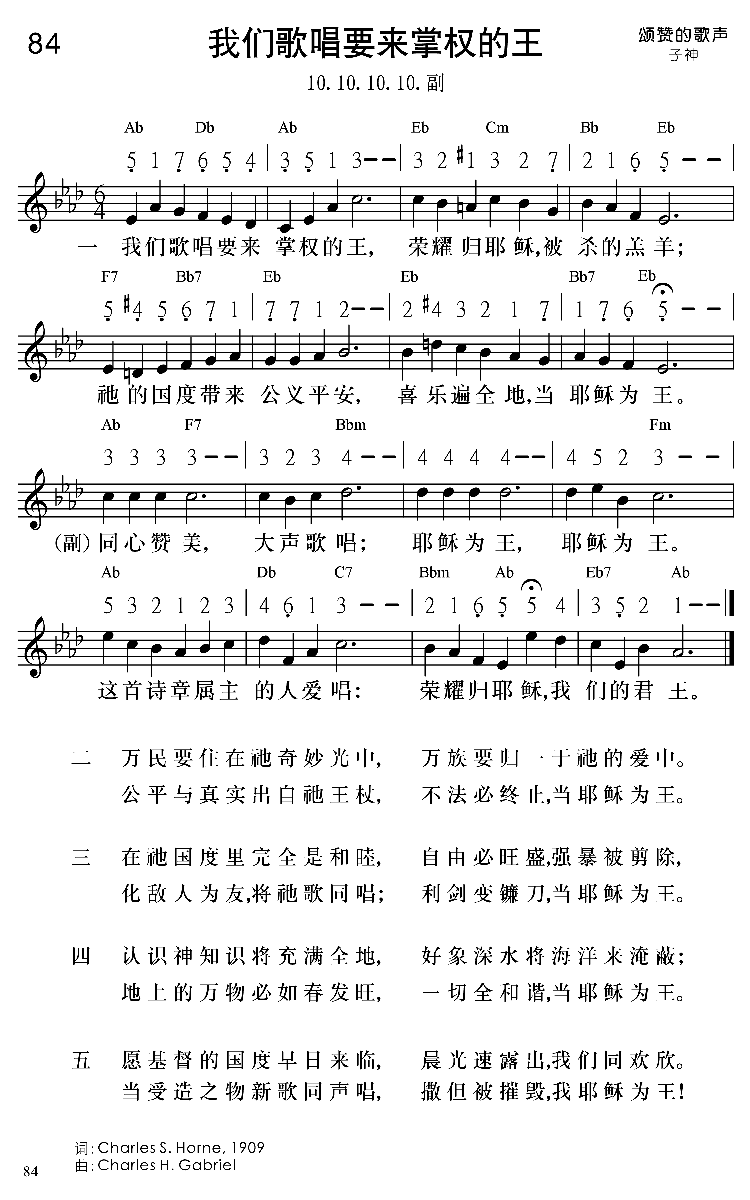 84 我们歌唱要来掌权的王 颂赞的歌声
子神
10. 10. 10. 10. 副
Ab Db Ab Eb Cm Bb Eb
5 1 7 6 5 4 | 3 5 1 3 - - | 3 2 #1 3 2 7 | 2 1 6 5 - - |
6
4
一 我们歌唱要来 掌权的王, 荣耀归耶稣,被 杀的羔羊;
F7 Bb7 Eb Eb Bb7 Eb
5 #4 5 6 7 1 | 7 7 1 2 - - | 2 #4 3 2 1 7 | 1 7 6 5 - - |
祂的国度带来 公义平安, 喜乐遍全地,当 耶稣为王。
Ab F7 Bbm Fm
3 3 3 3 - - | 3 2 3 4 - - | 4 4 4 4 - - | 4 5 2 3 - - |
(副) 同心赞美, 大声歌唱; 耶稣为王, 耶稣为王。
Ab Db C7 Bbm Ab Eb7 Ab
5 3 2 1 2 3 | 4 6 1 3 - - | 2 1 6 5 5 4 | 3 5 2 1 - -
这首诗章属主 的人爱唱: 荣耀归耶稣,我 们的君王。
二 万民要住在祂奇妙光中, 万族要归一于祂的爱中。
公平与真实出自祂王杖, 不法必终止,当耶稣为王。
三 在祂国度里完全是和睦, 自由必旺盛,强暴被剪除,
化敌人为友,将祂歌同唱; 利剑变镰刀,当耶稣为王。
四 认识神知识将充满全地, 好象深水将海洋来淹蔽;
地上的万物必如春发旺, 一切全和谐,当耶稣为王。
五 愿基督的国度早日来临, 晨光速露出,我们同欢欣。
当受造之物新歌同声唱, 撒但被摧毁,我耶稣为王!
词: Charles S. Horne, 1909
曲: Charles H. Gabriel
84